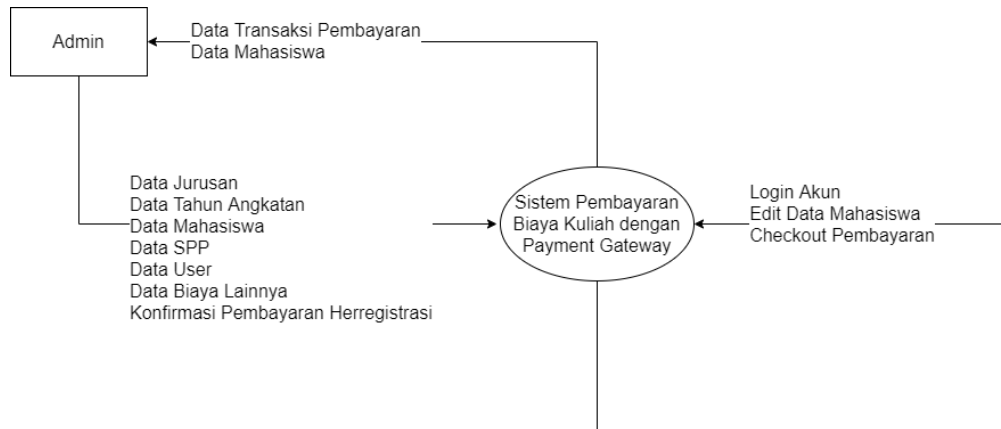 Admin
Data Transaksi Pembayaran
Data Mahasiswa
Data Jurusan
Data Tahun Angkatan
Data Mahasiswa
Data SPP
Data User
Data Biaya Lainnya
Konfirmasi Pembayaran Herregistrasi
Sistem Pembayaran
Biaya Kuliah dengan
Payment Gateway
Login Akun
Edit Data Mahasiswa
Checkout Pembayaran